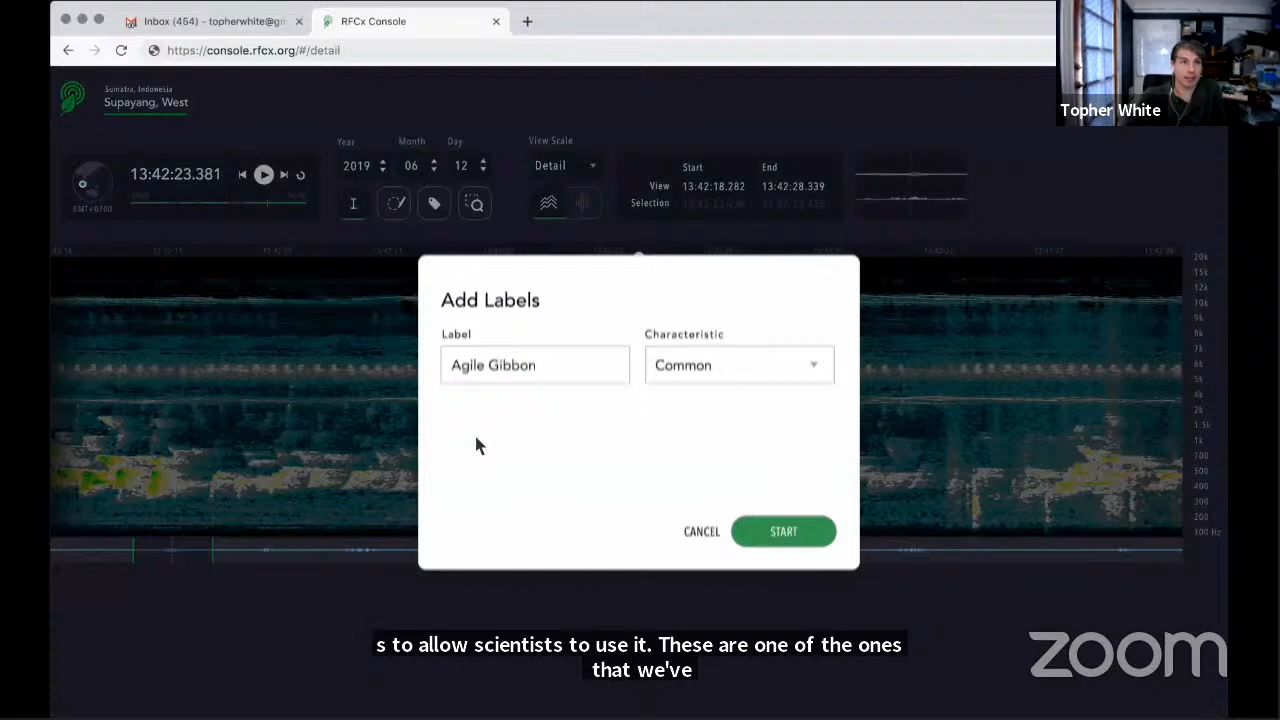 Inbox (454) - topherwhite@gm
RFCx Console
https://console.rfcx.org/#/detail
Topher White
Sumatra, Indonesia
Supayang, West
Year
Month
Day
View Scale
2019
06
12
Detail
Start
End
View
13:42:18.282
13:42:28.339
Selection
13:42:23.381
GMT+0700
20k
15k
12k
10k
9k
8k
7k
6k
5k
4k
2k
1.5k
1k
700
500
400
300
200
100 Hz
Add Labels
Label
Characteristic
Agile Gibbon
Common
CANCEL
START
s to allow scientists to use it. These are one of the ones
that we've
zoom